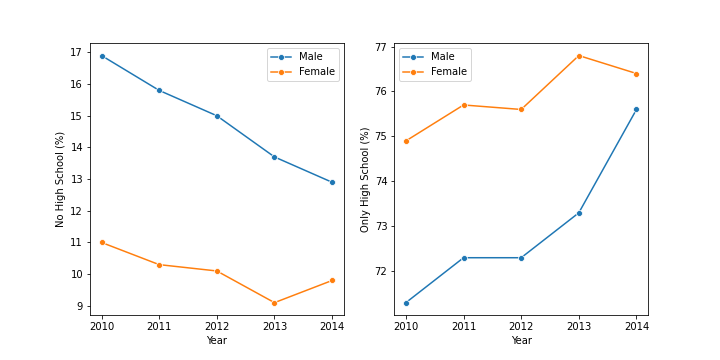 No High School (%)
17
16
15
14
13
12
11
10
9
Male
Female
2010 2011 2012 2013 2014
Year
Only High School (%)
77
76
75
74
73
72
Male
Female
2010 2011 2012 2013 2014
Year